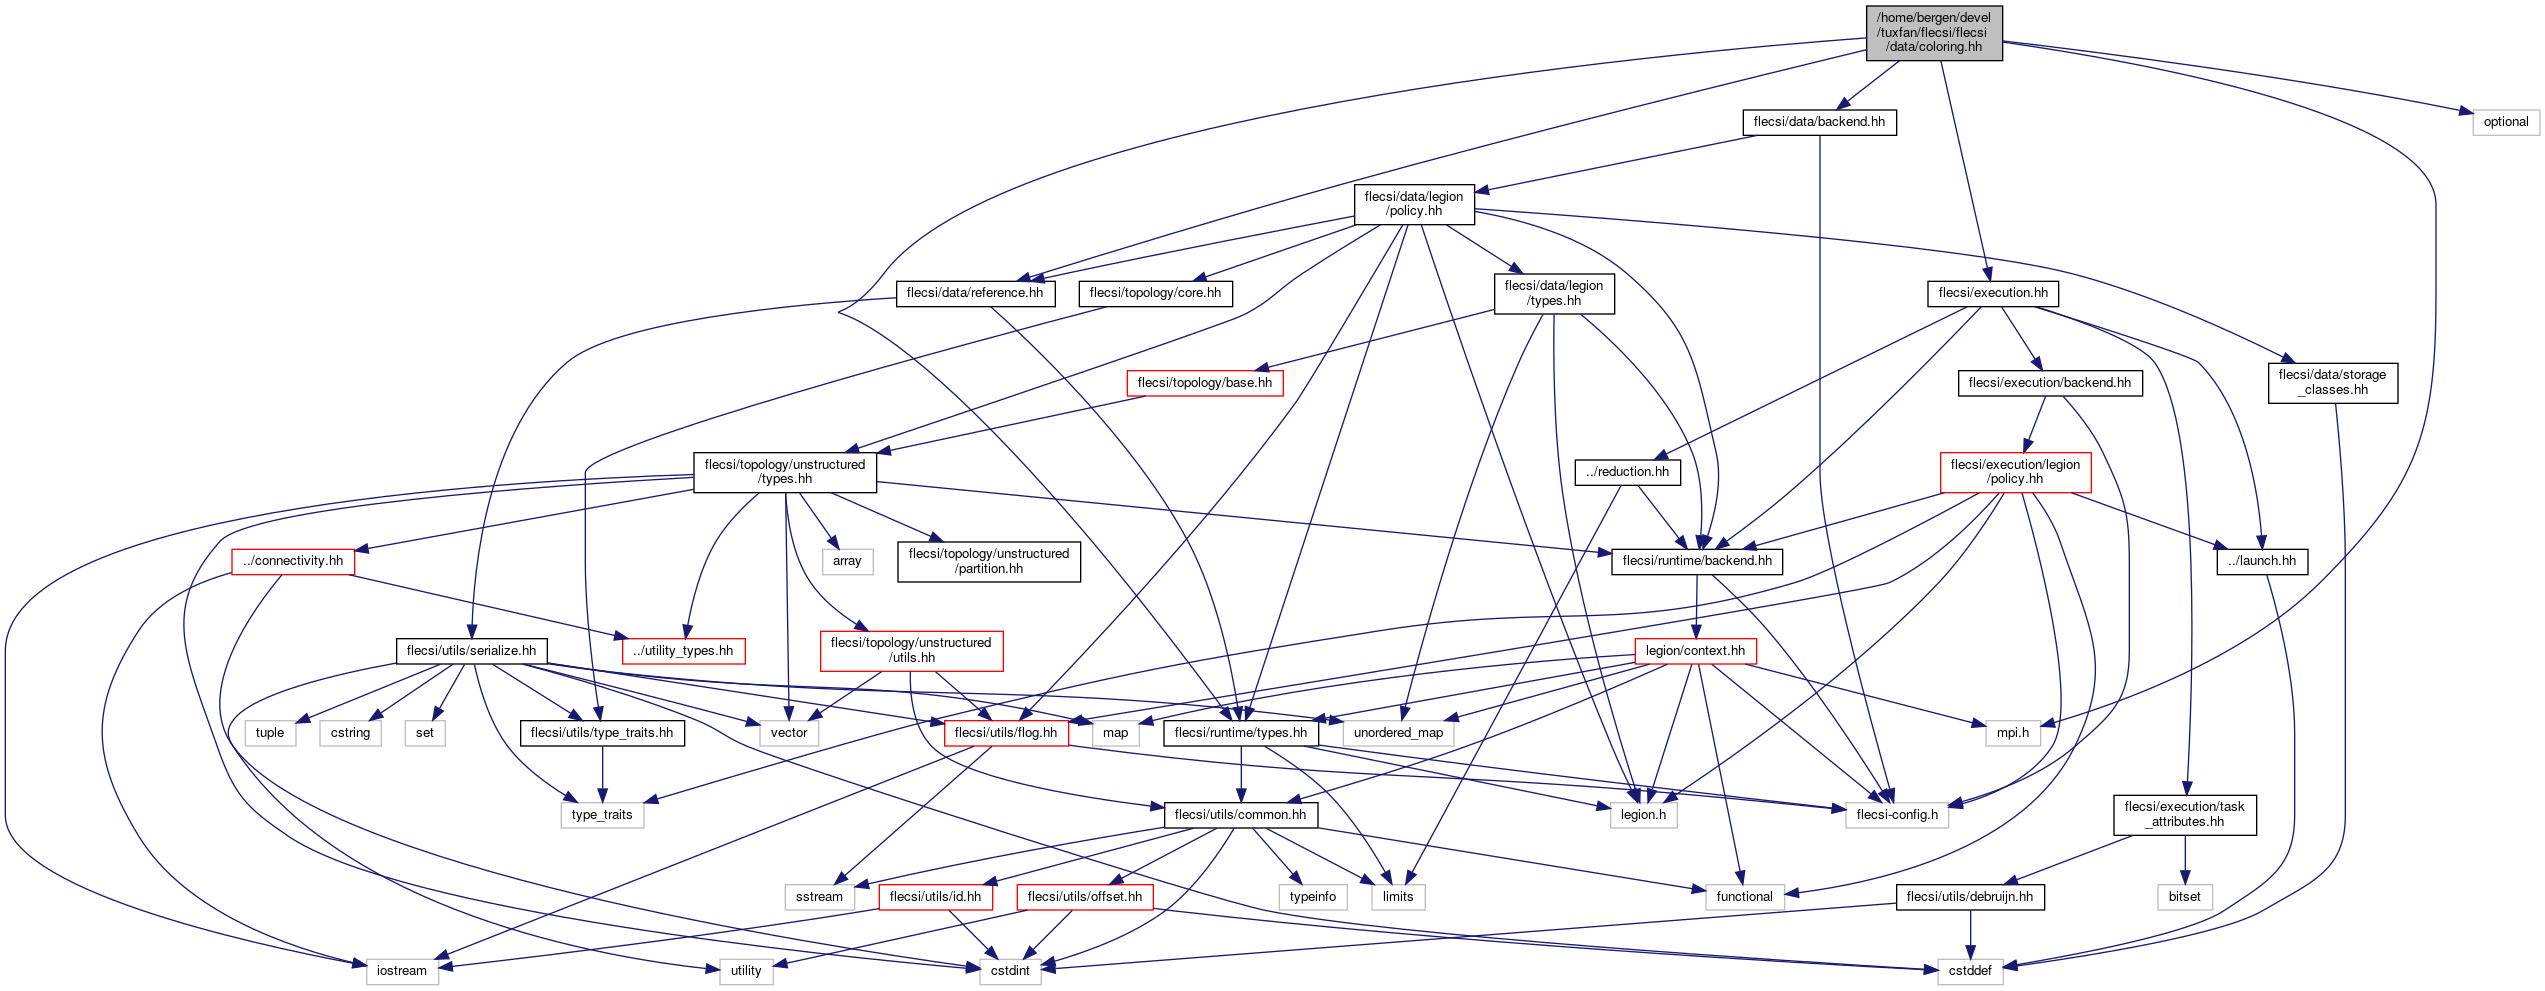 /home/bergen/devel
/tuxfan/flecsi/flecsi
/data/coloring.hh
flecsi/data/backend.hh
optional
flecsi/data/legion
/policy.hh
flecsi/data/reference.hh
flecsi/topology/core.hh
flecsi/data/legion
/types.hh
flecsi/execution.hh
flecsi/topology/base.hh
flecsi/execution/backend.hh
flecsi/data/storage
_classes.hh
flecsi/topology/unstructured
/types.hh
../reduction.hh
flecsi/execution/legion
/policy.hh
../connectivity.hh
array
flecsi/topology/unstructured
/partition.hh
flecsi/runtime/backend.hh
../launch.hh
flecsi/utils/serialize.hh
../utility_types.hh
flecsi/topology/unstructured
/utils.hh
legion/context.hh
tuple
cstring
set
flecsi/utils/type_traits.hh
vector
flecsi/utils/flog.hh
map
flecsi/runtime/types.hh
unordered_map
mpi.h
type_traits
flecsi/utils/common.hh
legion.h
flecsi-config.h
flecsi/execution/task
_attributes.hh
sstream
flecsi/utils/id.hh
flecsi/utils/offset.hh
typeinfo
limits
functional
flecsi/utils/debruijn.hh
bitset
iostream
utility
cstdint
cstddef